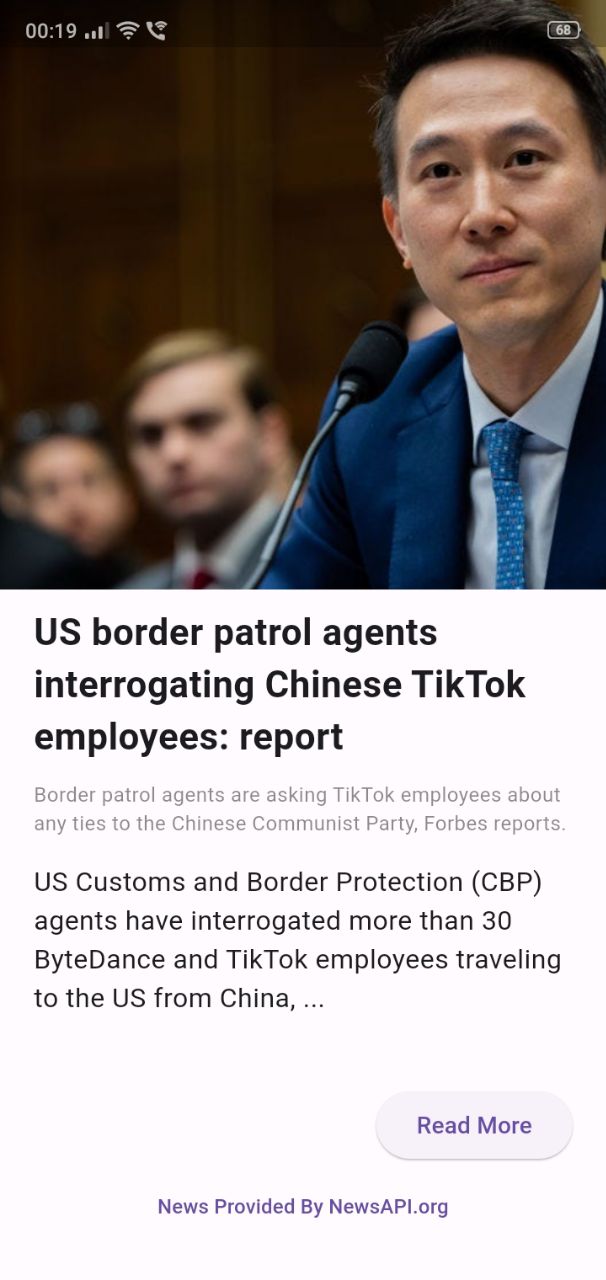 00:19
68
US border patrol agents
interrogating Chinese TikTok
employees: report
Border patrol agents are asking TikTok employees about
any ties to the Chinese Communist Party, Forbes reports.
US Customs and Border Protection (CBP)
agents have interrogated more than 30
ByteDance and TikTok employees traveling
to the US from China, ...
Read More
News Provided By NewsAPI.org